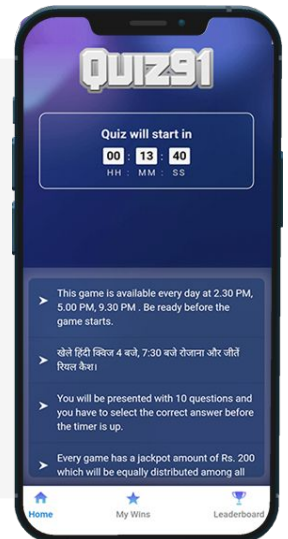 QUIZ91
Quiz will start in
00 : 13 : 40
HH : MM : SS
This game is available every day at 2.30 PM,
5.00 PM, 9.30 PM . Be ready before the
game starts.
खेले हिंदी क्विज 4 बजे, 7:30 बजे रोजाना और जीतें
रियल कैश।
You will be presented with 10 questions and
you have to select the correct answer before
the timer is up.
Every game has a jackpot amount of Rs. 200
which will be equally distributed among all
Home My Wins Leaderboard